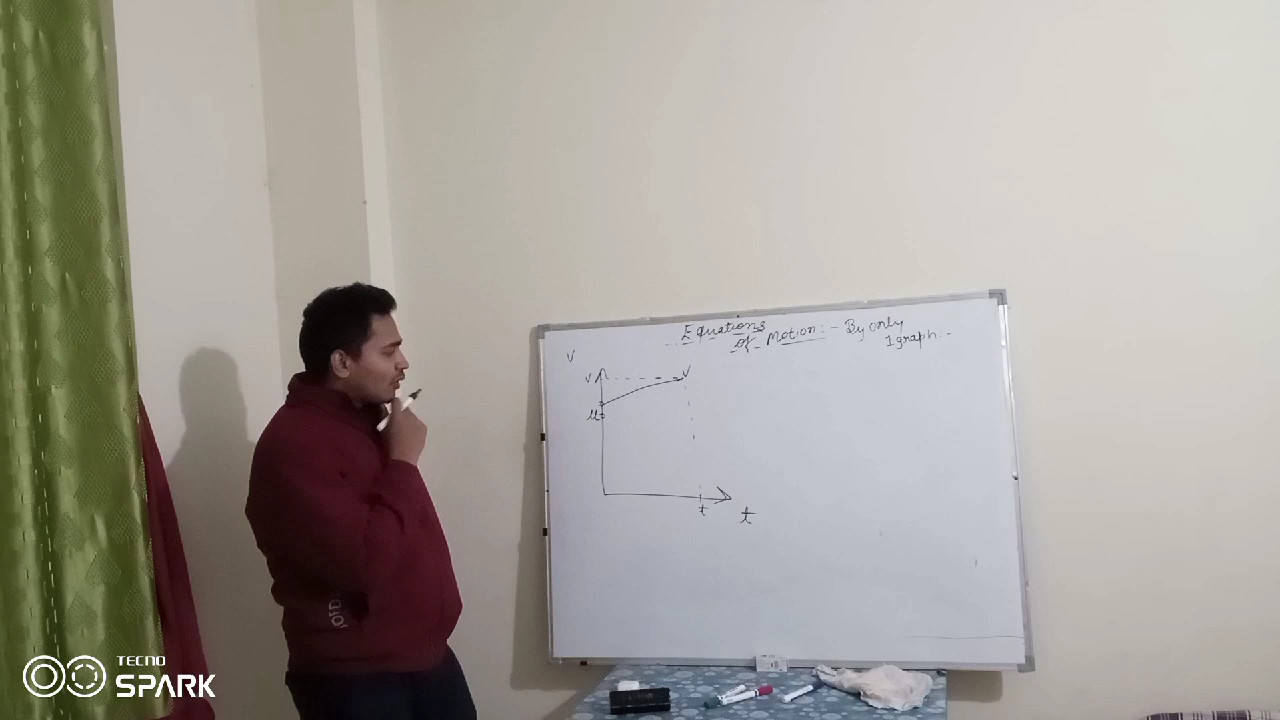 Equations
of Motion:- By only
1 graph.-
v
v v
u
t
t
TECNO
SPARK